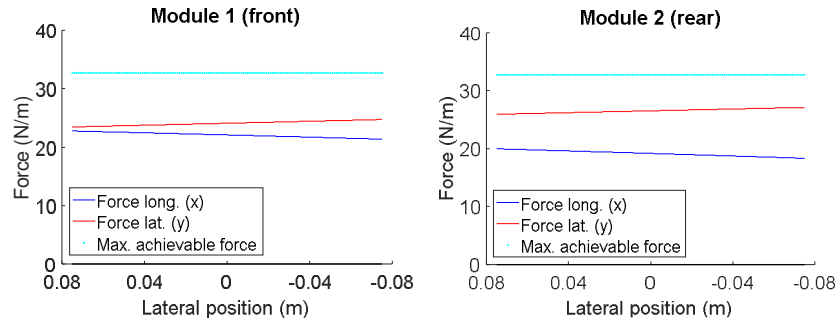 Module 1 (front)
Force (N/m)
40
30
20
10
0
Force long. (x)
Force lat. (y)
Max. achievable force
0.08
0.04
0
-0.04
-0.08
Lateral position (m)
Module 2 (rear)
Force (N/m)
40
30
20
10
0
Force long. (x)
Force lat. (y)
Max. achievable force
0.08
0.04
0
-0.04
-0.08
Lateral position (m)